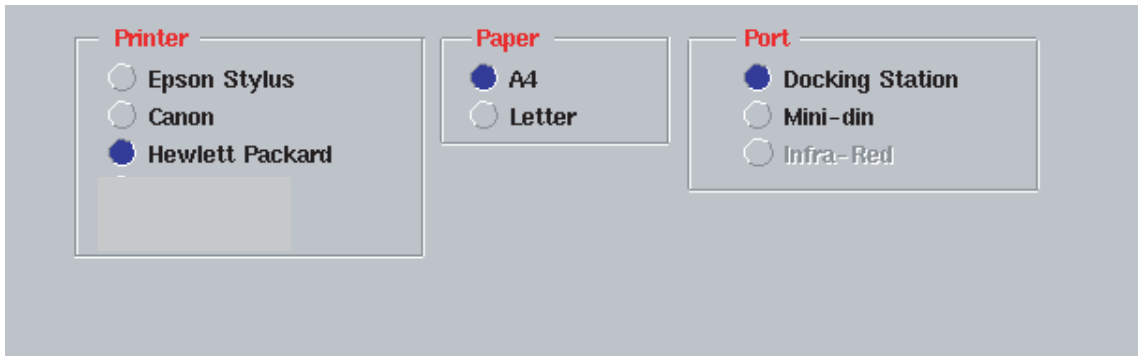 Printer
Epson Stylus
Canon
Hewlett Packard
Paper
A4
Letter
Port
Docking Station
Mini-din
Infra-Red